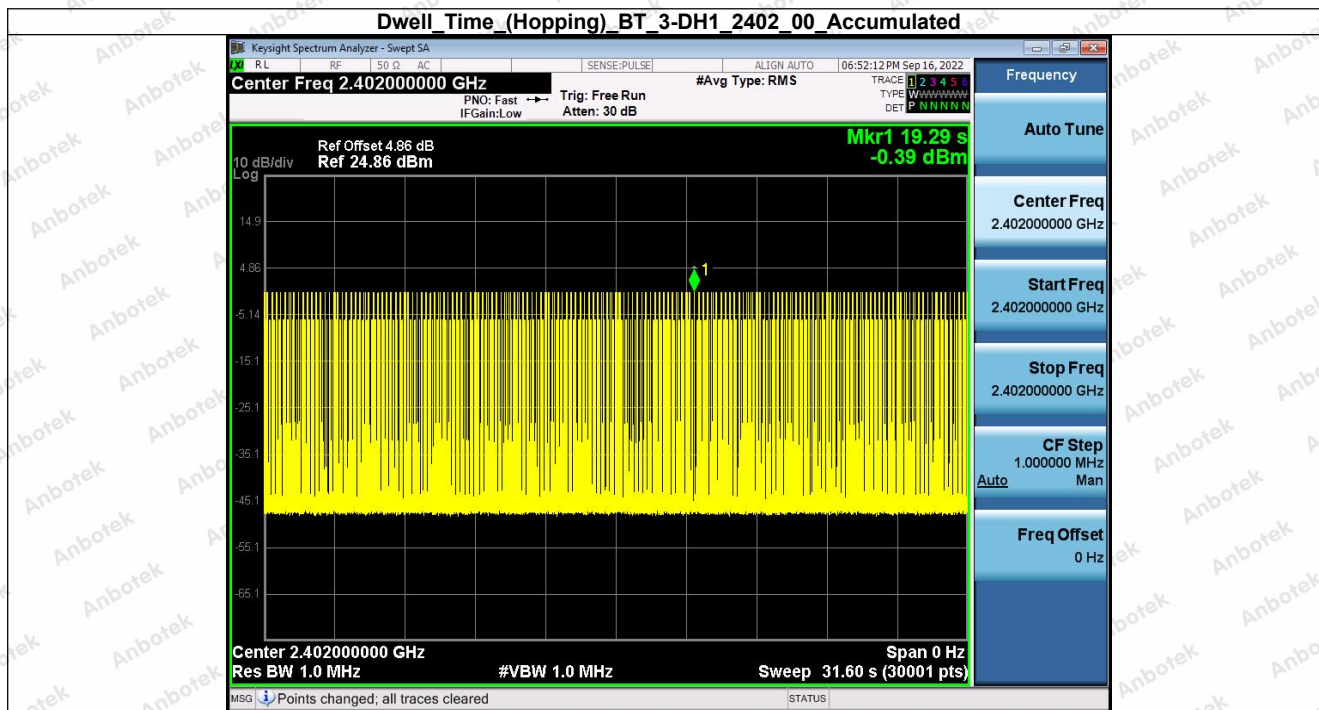 Dwell_Time_(Hopping)_BT_3-DH1_2402_00_Accumulated
Keysight Spectrum Analyzer - Swept SA
LXI RL RF 50 Ω AC SENSE:PULSE ALIGN AUTO 06:52:12 PM Sep 16, 2022
Center Freq 2.402000000 GHz
PNO: Fast
IFGain:Low
Trig: Free Run
Atten: 30 dB
#Avg Type: RMS
TRACE 1 2 3 4 5 6
TYPE WWWWWW
DET P N N N N N
Mkr1 19.29 s
-0.39 dBm
Ref Offset 4.86 dB
10 dB/div Ref 24.86 dBm
Log
14.9
4.86
-5.14
-15.1
-25.1
-35.1
-45.1
-55.1
-65.1
1
Center 2.402000000 GHz Span 0 Hz
Res BW 1.0 MHz #VBW 1.0 MHz Sweep 31.60 s (30001 pts)
MSG Points changed; all traces cleared STATUS
Frequency
Auto Tune
Center Freq
2.402000000 GHz
Start Freq
2.402000000 GHz
Stop Freq
2.402000000 GHz
CF Step
1.000000 MHz
Auto Man
Freq Offset
0 Hz
Anbotek